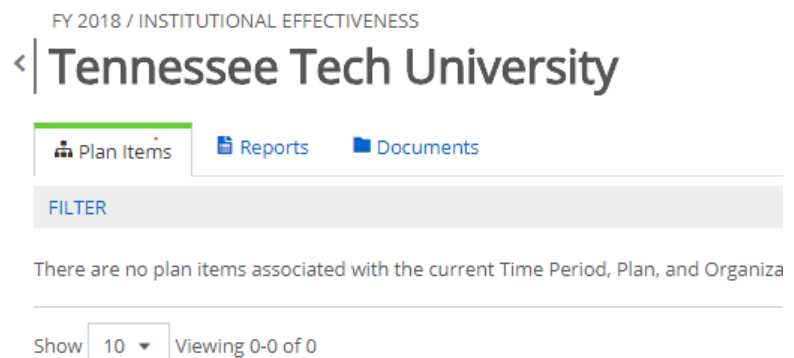 FY 2018 / INSTITUTIONAL EFFECTIVENESS
Tennessee Tech University
Plan Items Reports Documents
FILTER
There are no plan items associated with the current Time Period, Plan, and Organiza
Show 10 Viewing 0-0 of 0